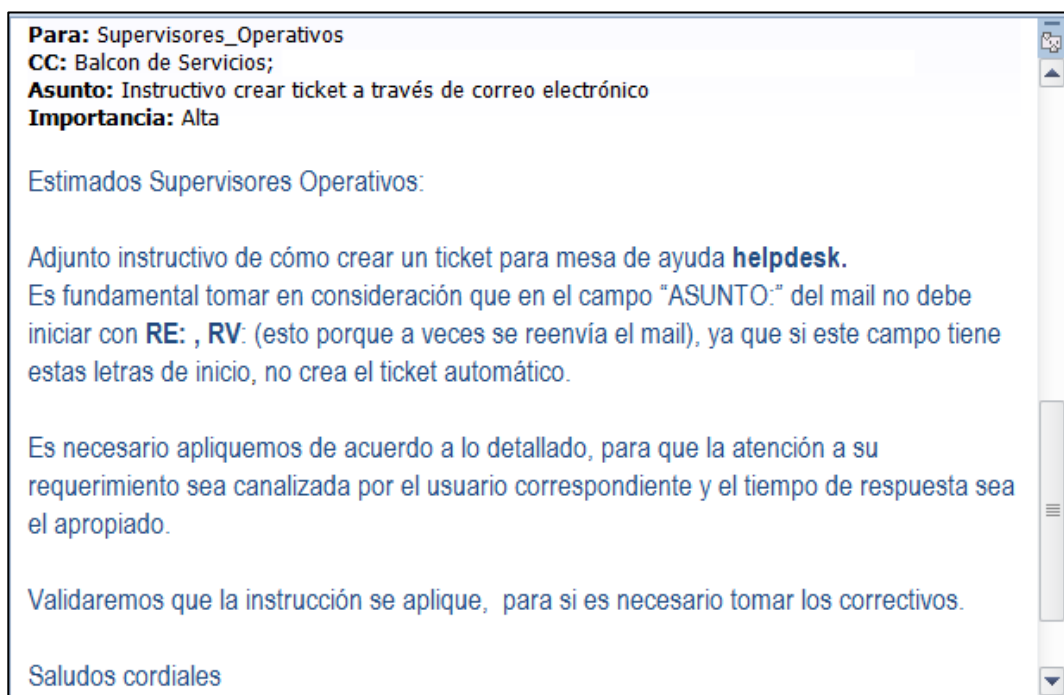 Para: Supervisores_Operativos
CC: Balcon de Servicios;
Asunto: Instructivo crear ticket a través de correo electrónico
Importancia: Alta
Estimados Supervisores Operativos:
Adjunto instructivo de cómo crear un ticket para mesa de ayuda helpdesk.
Es fundamental tomar en consideración que en el campo “ASUNTO:” del mail no debe
iniciar con RE: , RV: (esto porque a veces se reenvía el mail), ya que si este campo tiene
estas letras de inicio, no crea el ticket automático.
Es necesario apliquemos de acuerdo a lo detallado, para que la atención a su
requerimiento sea canalizada por el usuario correspondiente y el tiempo de respuesta sea
el apropiado.
Validaremos que la instrucción se aplique,  para si es necesario tomar los correctivos.
Saludos cordiales